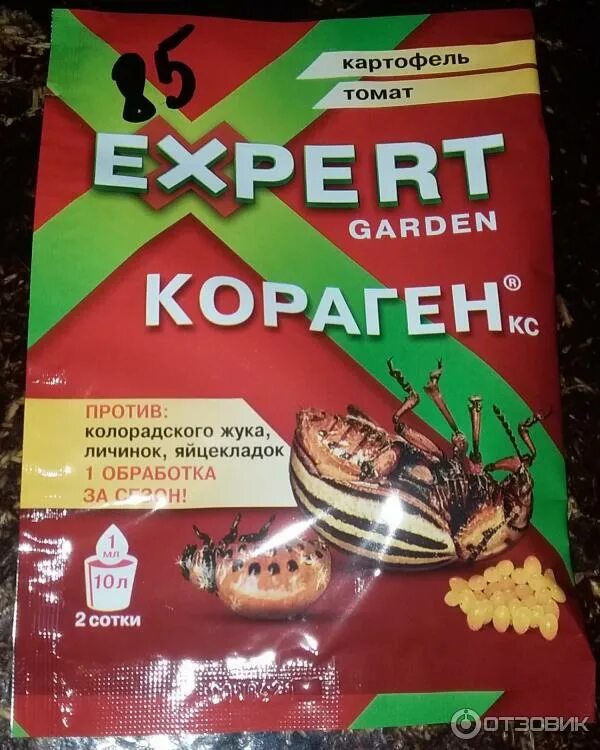 85
картофель
томат
EXPERT
GARDEN
КОРАГЕН® КС
ПРОТИВ:
колорадского жука,
личинок, яйцекладок
1 ОБРАБОТКА
ЗА СЕЗОН!
1
мл
10 л
2 сотки
ОТЗОВИК